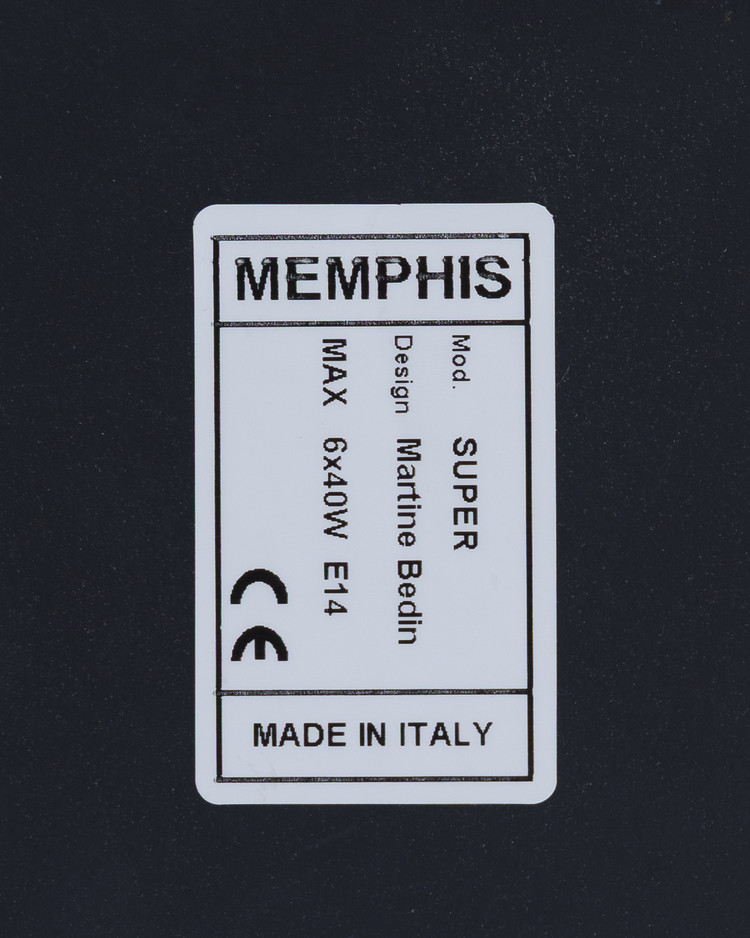 MEMPHIS
Mod. SUPER
Design Martine Bedin
MAX 6x40W E14
CE
MADE IN ITALY